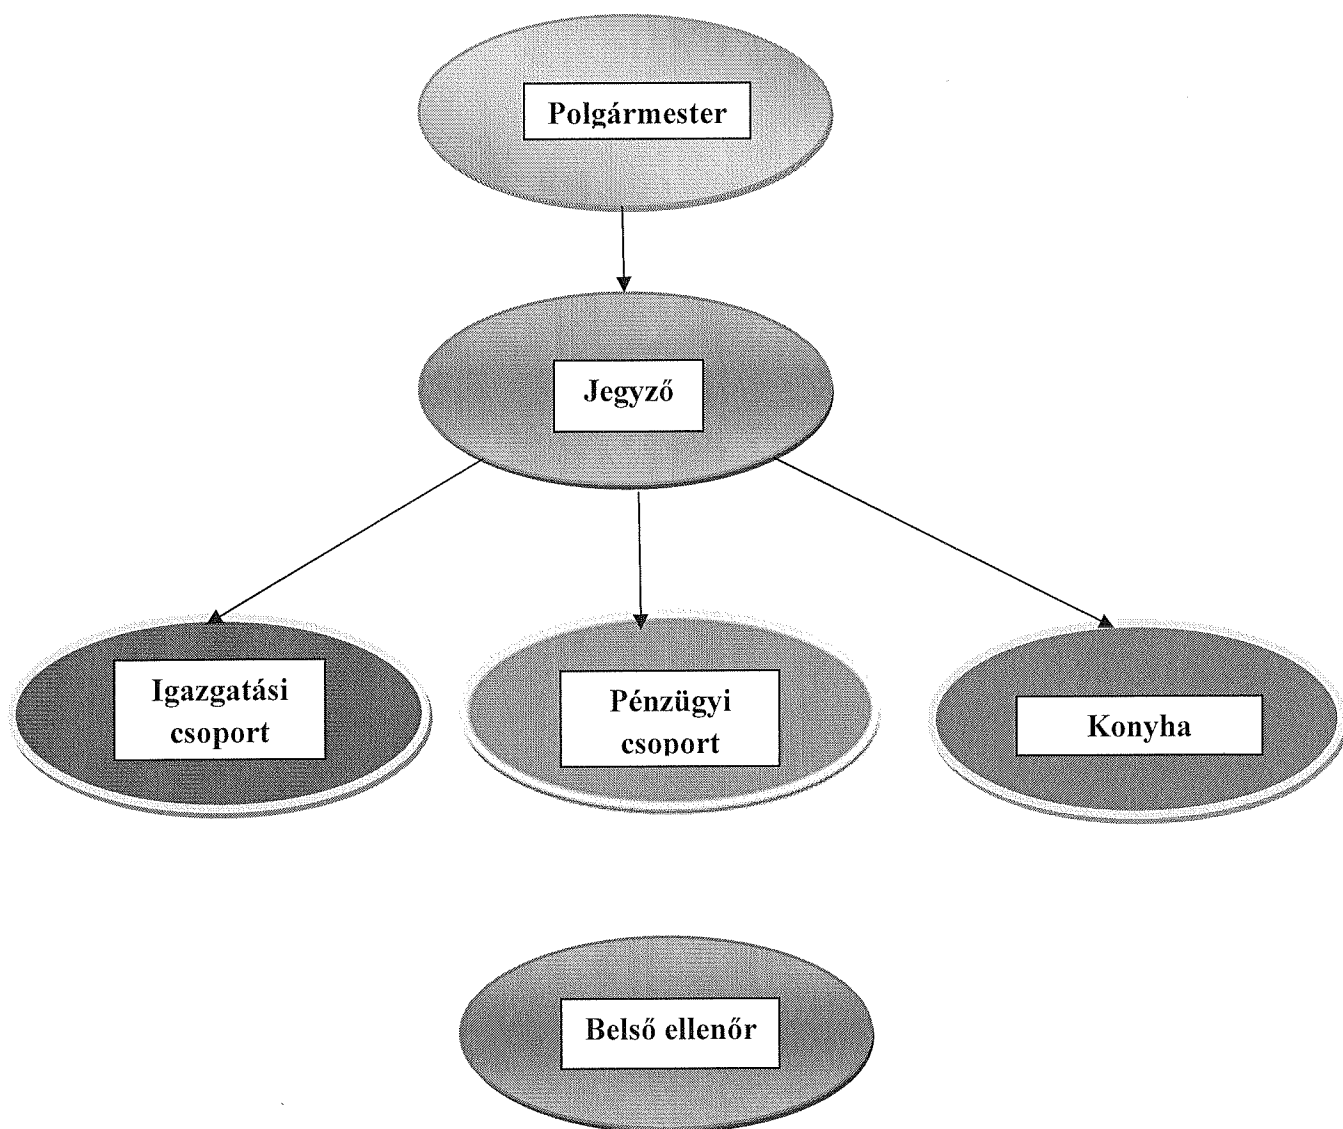 Polgármester
Jegyző
Igazgatási
csoport
Pénzügyi
csoport
Konyha
Belső ellenőr